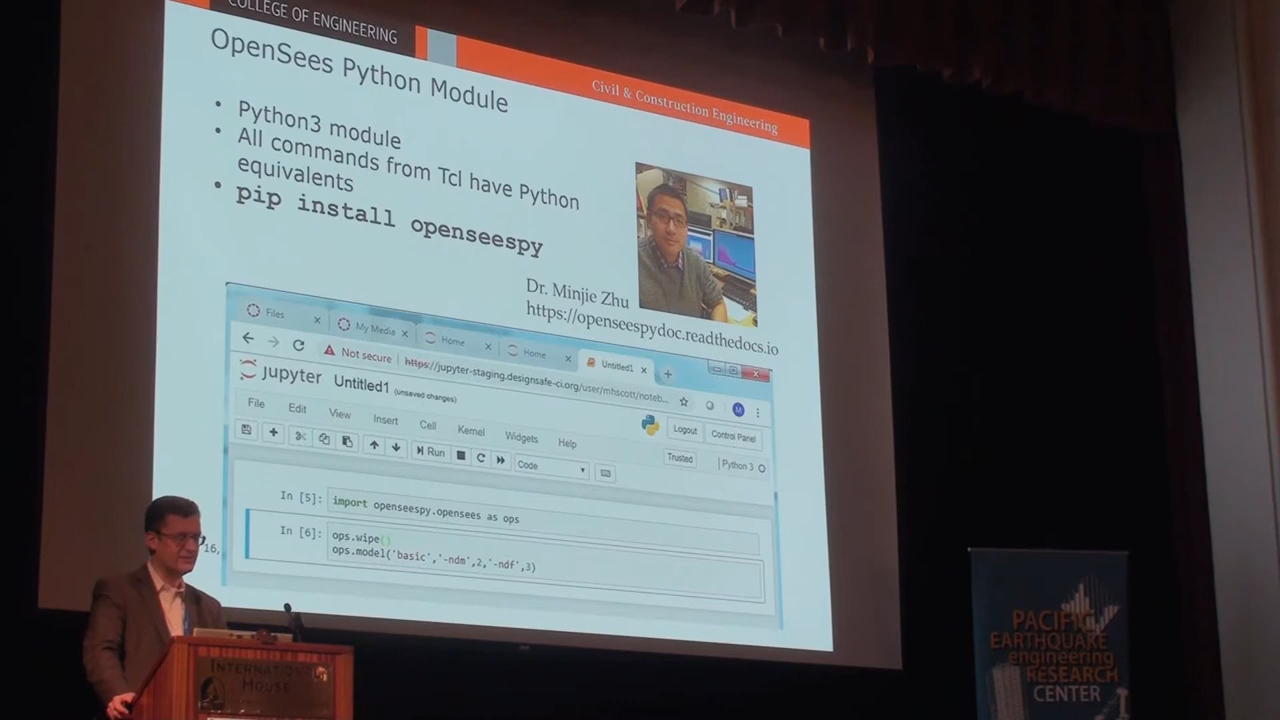 COLLEGE OF ENGINEERING
Civil & Construction Engineering
OpenSees Python Module
• Python3 module
• All commands from Tcl have Python
equivalents
• pip install openseespy
Dr. Minjie Zhu
https://openseespydoc.readthedocs.io
Files
My Media
Home
Home
Untitled1
Not secure
https://jupyter-staging.designsafe-ci.org/user/mhscott/noteb...
M
jupyter Untitled1 (unsaved changes)
Logout
Control Panel
File Edit View Insert Cell Kernel Widgets Help
Trusted
Python 3
Run
Code
In [5]: import openseespy.opensees as ops
In [6]: ops.wipe()
ops.model('basic','-ndm',2,'-ndf',3)
16,
INTERNATIONAL
HOUSE
PACIFIC
EARTHQUAKE
engineering
RESEARCH
CENTER